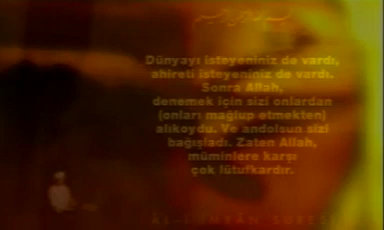 Dünyayı isteyeniniz de vardı,
ahireti isteyeniniz de vardı.
Sonra Allah,
denemek için sizi onlardan
(onları mağlup etmekten)
alıkoydu. Ve andolsun sizi
bağışladı. Zaten Allah,
müminlere karşı
çok lütufkardır.